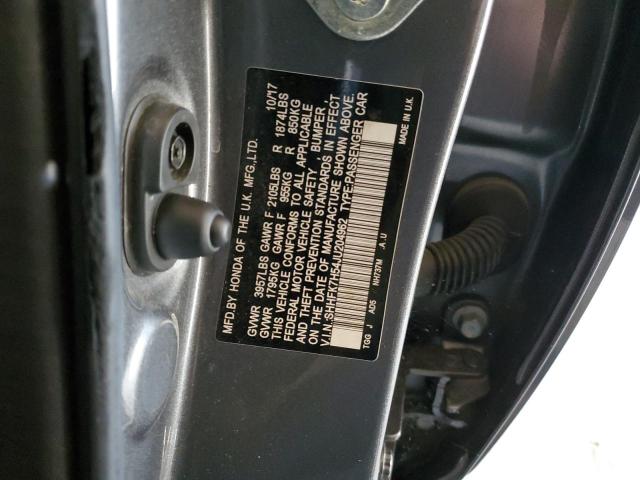 MFD.BY HONDA OF THE U.K. MFG.,LTD. 10/17
GVWR 3957LBS GAWR F 2105LBS R 1874LBS
GVWR 1795KG GAWR F 955KG R 850KG
THIS VEHICLE CONFORMS TO ALL APPLICABLE
FEDERAL MOTOR VEHICLE SAFETY , BUMPER,
AND THEFT PREVENTION STANDARDS IN EFFECT
ON THE DATE OF MANUFACTURE SHOWN ABOVE.
V.I.N.:SHHFK7H54JU204962 TYPE:PASSENGER CAR
TGG J AD5 NH737M A.U MADE IN U.K.